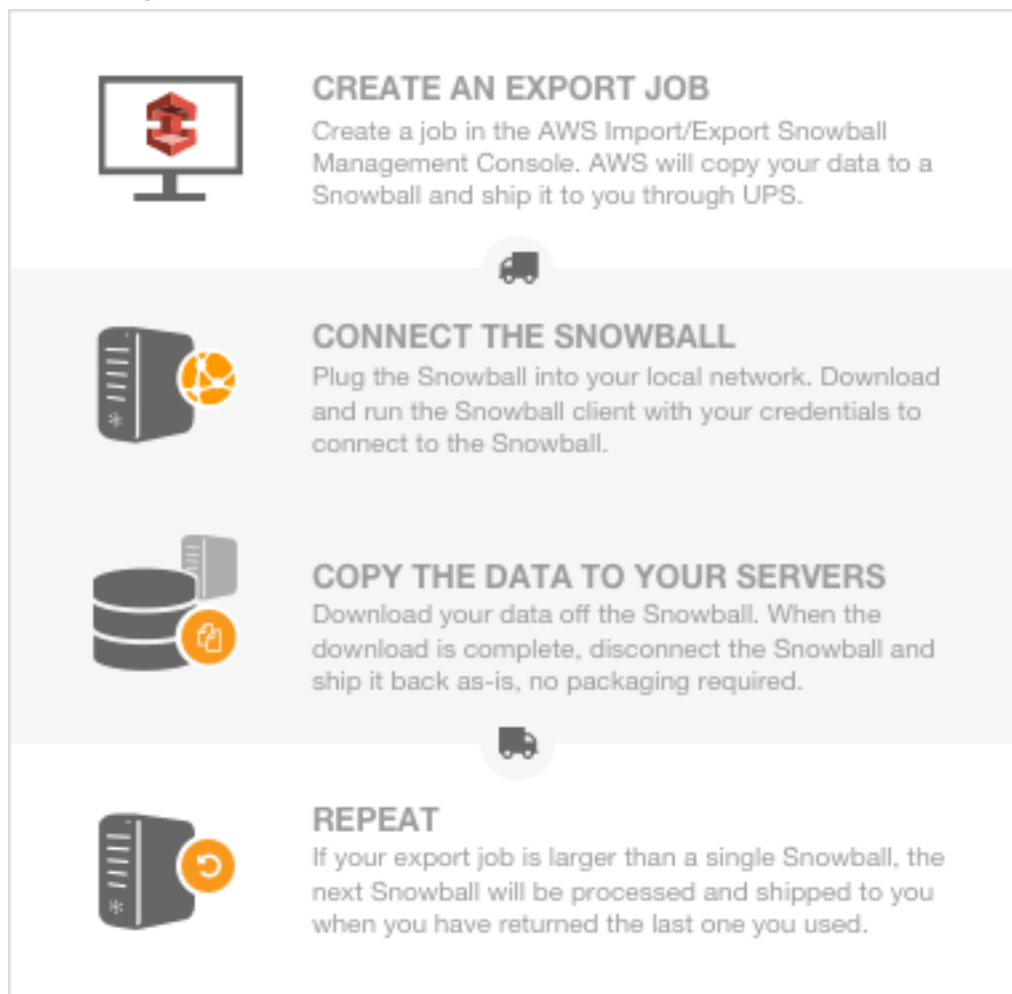 CREATE AN EXPORT JOB
Create a job in the AWS Import/Export Snowball
Management Console. AWS will copy your data to a
Snowball and ship it to you through UPS.
CONNECT THE SNOWBALL
Plug the Snowball into your local network. Download
and run the Snowball client with your credentials to
connect to the Snowball.
COPY THE DATA TO YOUR SERVERS
Download your data off the Snowball. When the
download is complete, disconnect the Snowball and
ship it back as-is, no packaging required.
REPEAT
If your export job is larger than a single Snowball, the
next Snowball will be processed and shipped to you
when you have returned the last one you used.